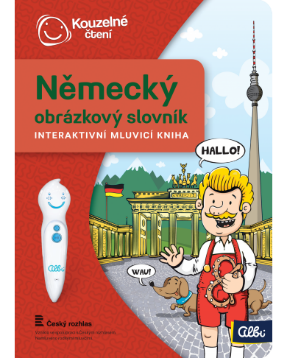 Kouzelné
čtení
Německý
obrázkový slovník
INTERAKTIVNÍ MLUVICÍ KNIHA
HALLO!
WAU!
Albi
Český rozhlas
Albi